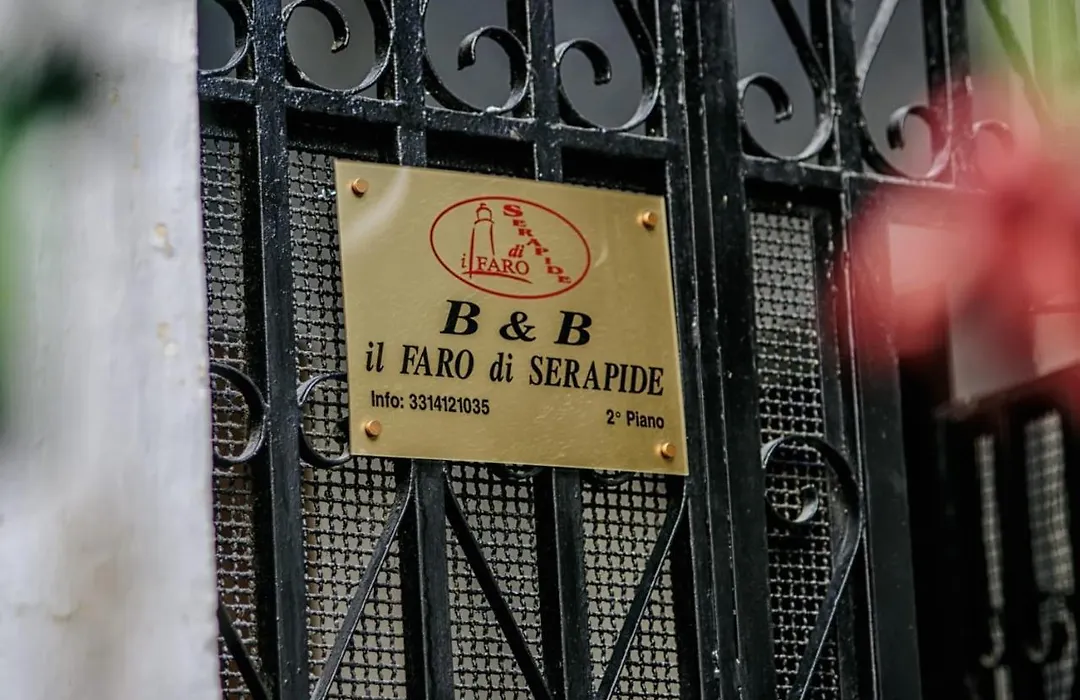 SERAPIDE
di
il FARO
B & B
il FARO di SERAPIDE
Info: 3314121035 2° Piano